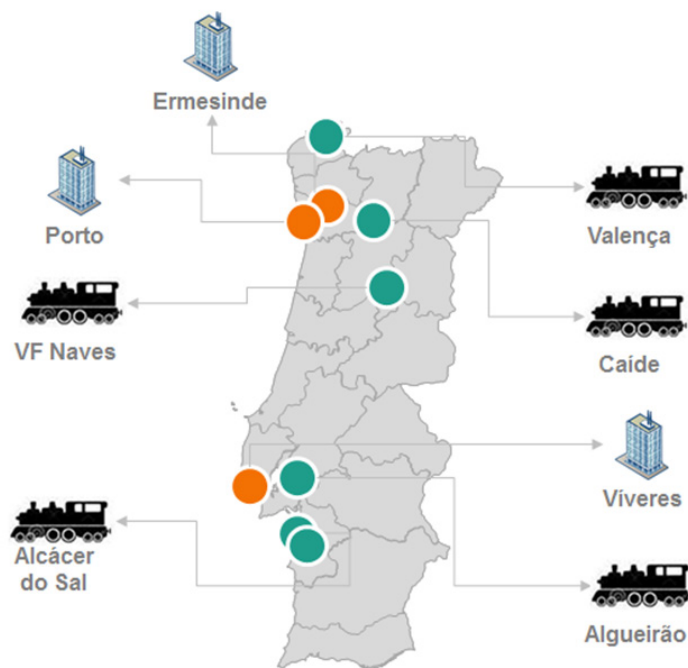 Ermesinde
Porto
Valença
VF Naves
Caíde
Víveres
Alcácer
do Sal
Algueirão